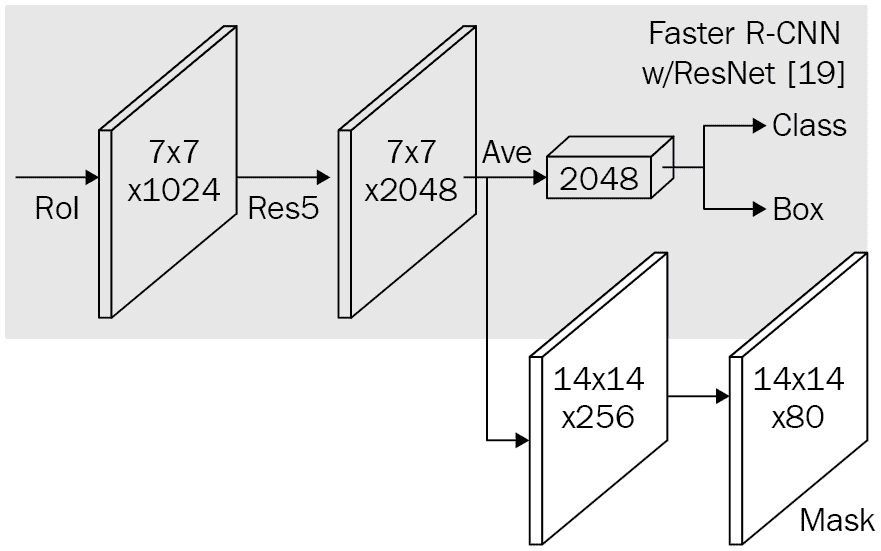 Faster R-CNN
w/ResNet [19]
7x7
x1024
RoI
Res5
7x7
x2048
Ave
2048
Class
Box
14x14
x256
14x14
x80
Mask